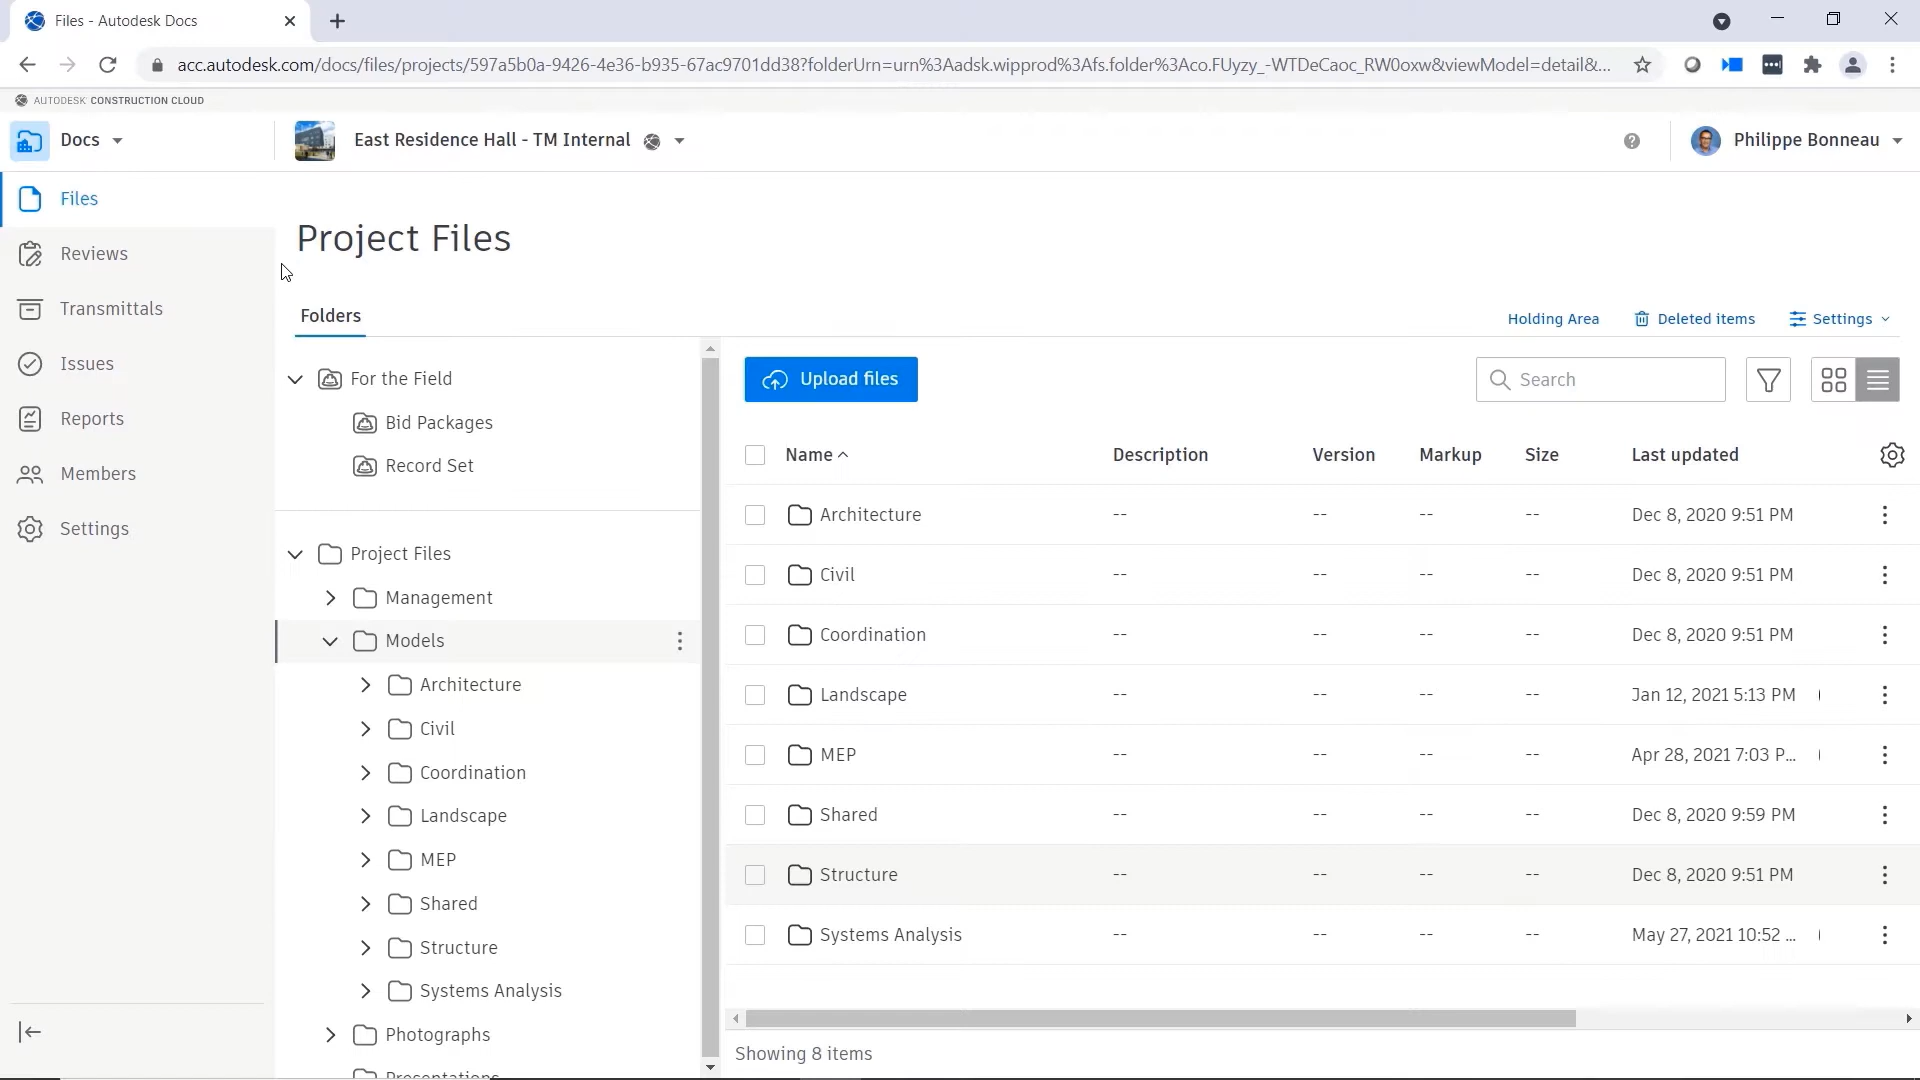 Files - Autodesk Docs
acc.autodesk.com/docs/files/projects/597a5b0a-9426-4e36-b935-67ac9701dd38?folderUrn=urn%3Aadsk.wipprod%3Afs.folder%3Aco.FUyzy_-WTDeCaoc_RW0oxw&viewModel=detail&...
AUTODESK CONSTRUCTION CLOUD
Docs
East Residence Hall - TM Internal
Philippe Bonneau
Files
Reviews
Transmittals
Issues
Reports
Members
Settings
Project Files
Folders
Holding Area
Deleted items
Settings
For the Field
Bid Packages
Record Set
Project Files
Management
Models
Architecture
Civil
Coordination
Landscape
MEP
Shared
Structure
Systems Analysis
Photographs
Presentations
Upload files
Search
Name Description Version Markup Size Last updated
Architecture -- -- -- -- Dec 8, 2020 9:51 PM
Civil -- -- -- -- Dec 8, 2020 9:51 PM
Coordination -- -- -- -- Dec 8, 2020 9:51 PM
Landscape -- -- -- -- Jan 12, 2021 5:13 PM
MEP -- -- -- -- Apr 28, 2021 7:03 P...
Shared -- -- -- -- Dec 8, 2020 9:59 PM
Structure -- -- -- -- Dec 8, 2020 9:51 PM
Systems Analysis -- -- -- -- May 27, 2021 10:52 ...
Showing 8 items